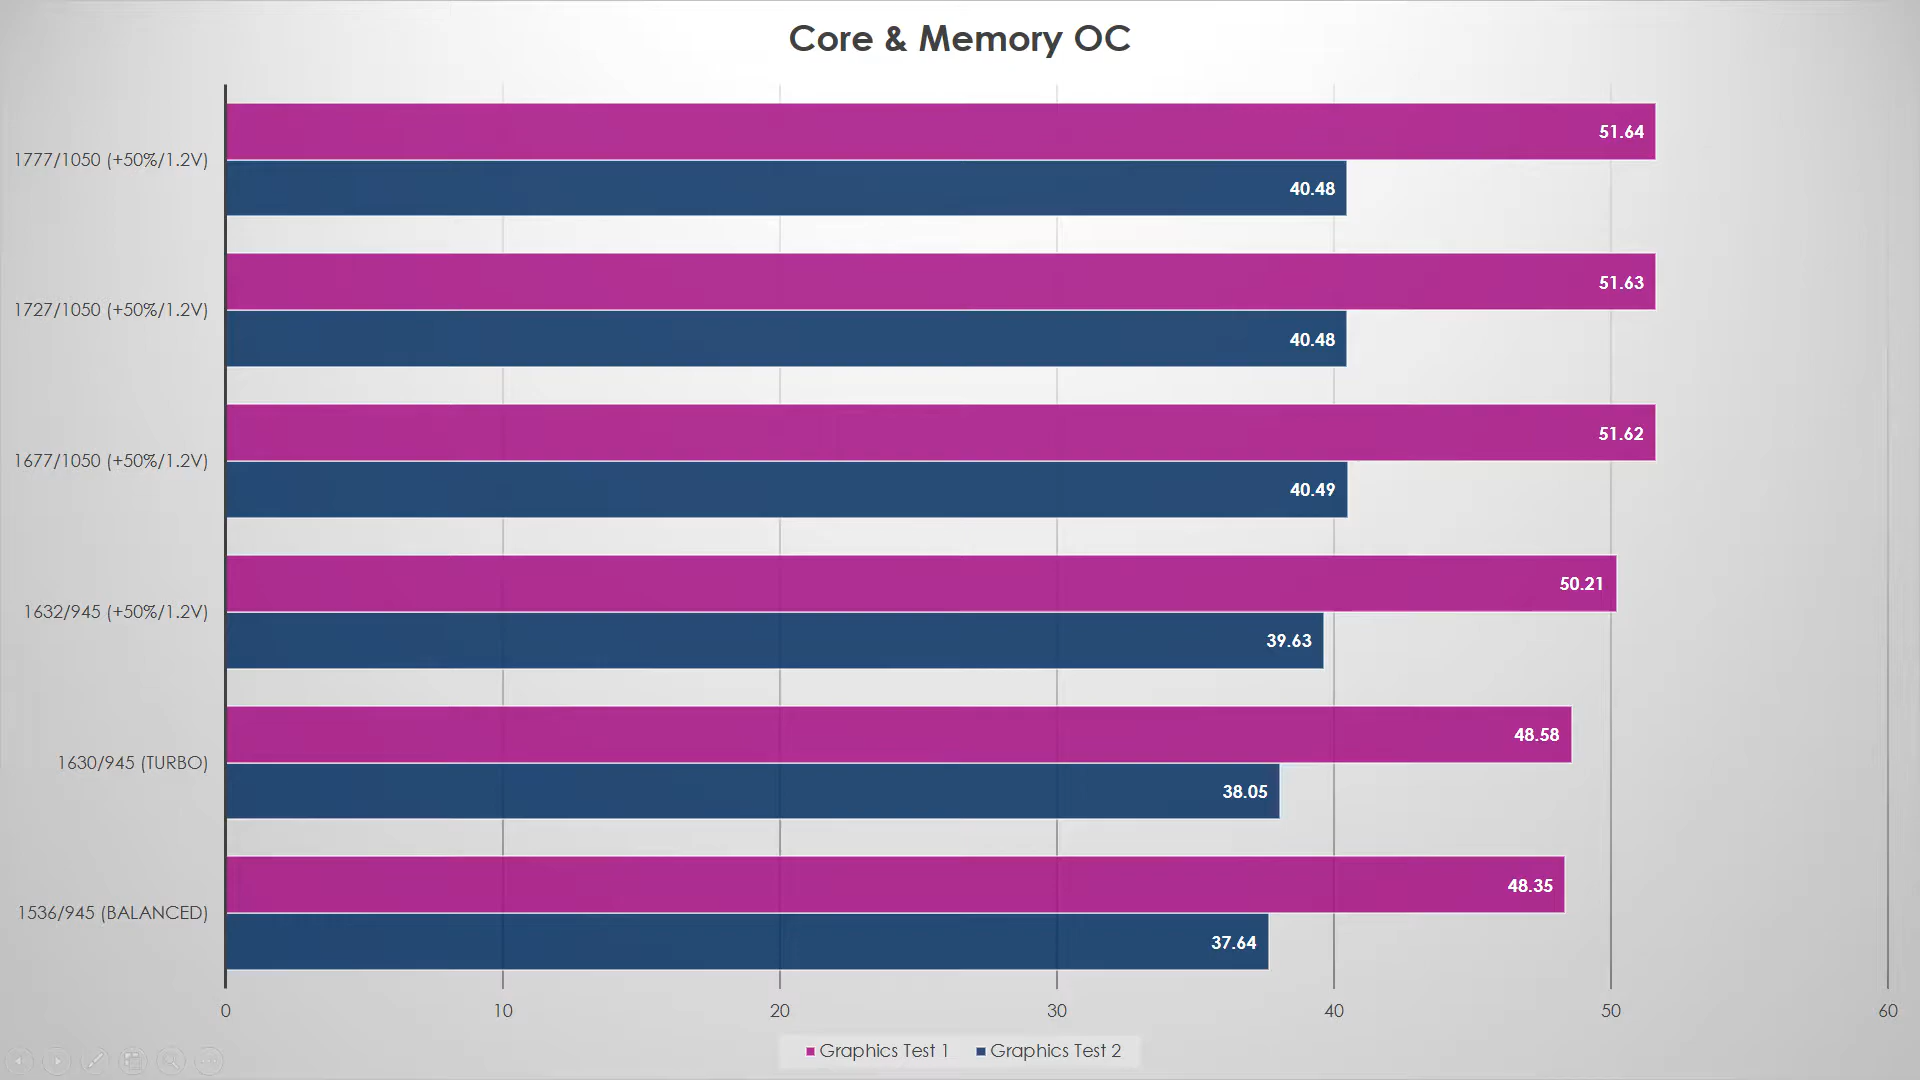 Core & Memory OC
1777/1050 (+50%/1.2V)
51.64
40.48
1727/1050 (+50%/1.2V)
51.63
40.48
1677/1050 (+50%/1.2V)
51.62
40.49
1632/945 (+50%/1.2V)
50.21
39.63
1630/945 (TURBO)
48.58
38.05
1536/945 (BALANCED)
48.35
37.64
0 10 20 30 40 50 60
Graphics Test 1 Graphics Test 2